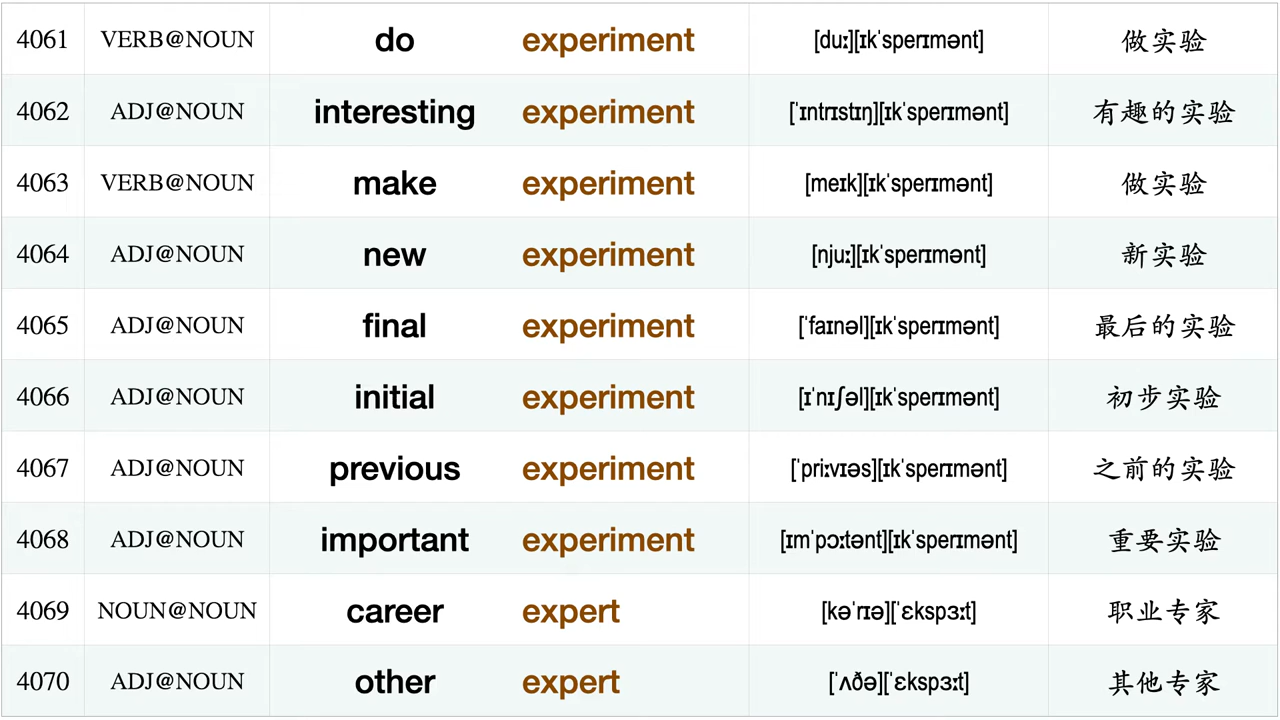 4061 VERB@NOUN do experiment [duː][ɪkˈsperɪmənt] 做实验
4062 ADJ@NOUN interesting experiment [ˈɪntrɪstɪŋ][ɪkˈsperɪmənt] 有趣的实验
4063 VERB@NOUN make experiment [meɪk][ɪkˈsperɪmənt] 做实验
4064 ADJ@NOUN new experiment [njuː][ɪkˈsperɪmənt] 新实验
4065 ADJ@NOUN final experiment [ˈfaɪnəl][ɪkˈsperɪmənt] 最后的实验
4066 ADJ@NOUN initial experiment [ɪˈnɪʃəl][ɪkˈsperɪmənt] 初步实验
4067 ADJ@NOUN previous experiment [ˈpriːvɪəs][ɪkˈsperɪmənt] 之前的实验
4068 ADJ@NOUN important experiment [ɪmˈpɔːtənt][ɪkˈsperɪmənt] 重要实验
4069 NOUN@NOUN career expert [kəˈrɪə][ˈɛkspɜːt] 职业专家
4070 ADJ@NOUN other expert [ˈʌðə][ˈɛkspɜːt] 其他专家